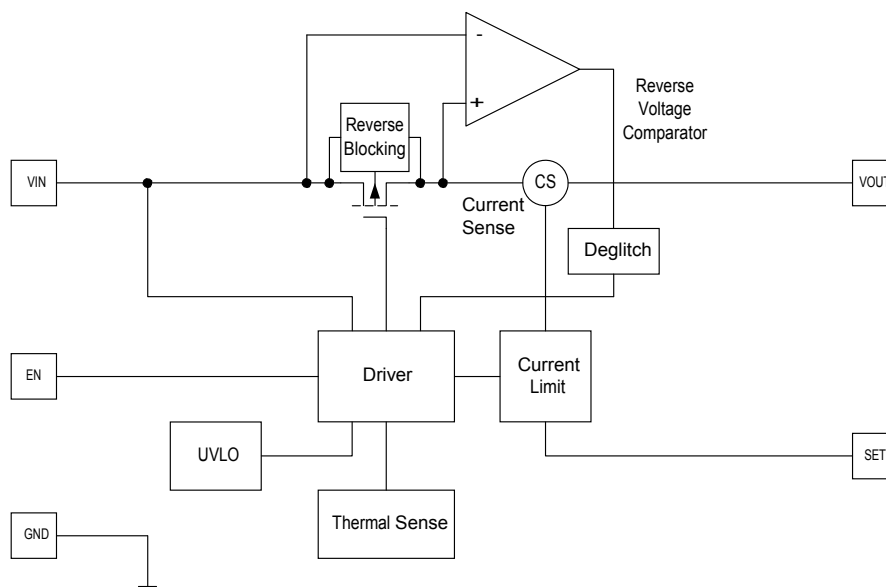 -
+
Reverse
Voltage
Comparator
Reverse
Blocking
VIN
CS
VOUT
Current
Sense
Deglitch
EN
Driver
Current
Limit
UVLO
SET
Thermal Sense
GND